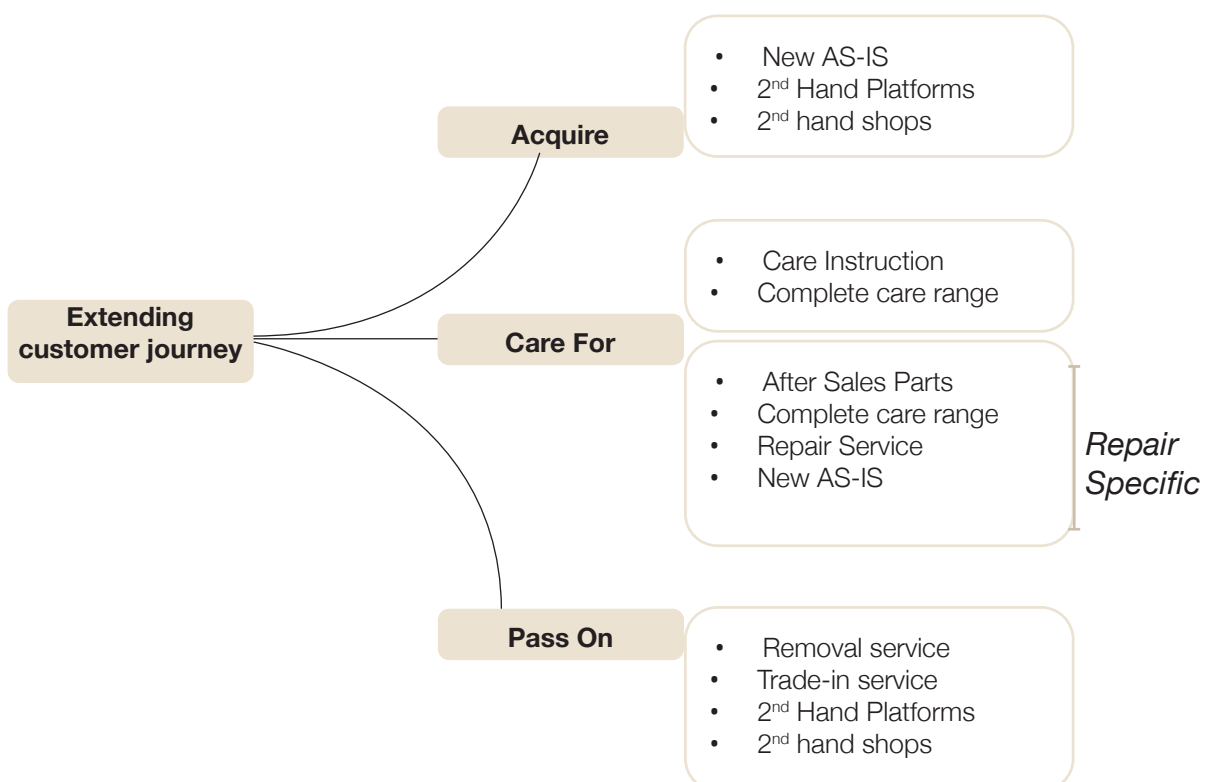 Extending
customer journey
Acquire
• New AS-IS
• 2nd Hand Platforms
• 2nd hand shops
Care For
• Care Instruction
• Complete care range
• After Sales Parts
• Complete care range
• Repair Service
• New AS-IS
Repair
Specific
Pass On
• Removal service
• Trade-in service
• 2nd Hand Platforms
• 2nd hand shops